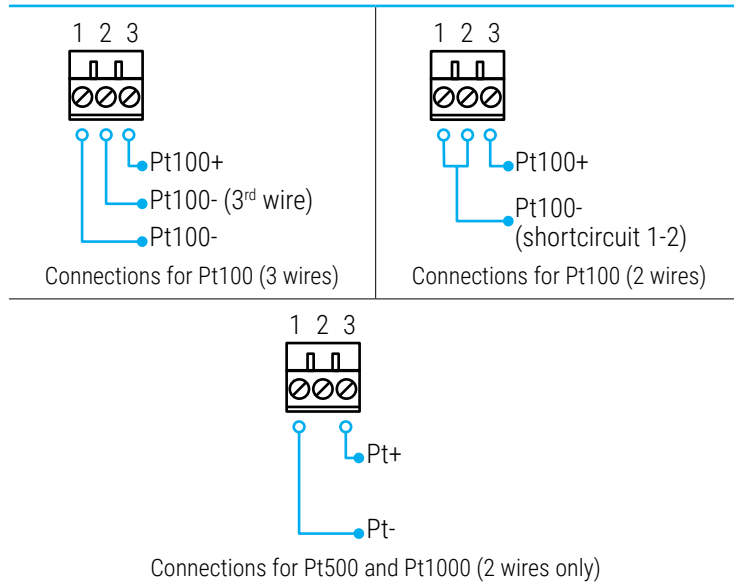 1 2 3
Pt100+
Pt100- (3rd wire)
Pt100-
Connections for Pt100 (3 wires)
1 2 3
Pt100+
Pt100-
(shortcircuit 1-2)
Connections for Pt100 (2 wires)
1 2 3
Pt+
Pt-
Connections for Pt500 and Pt1000 (2 wires only)